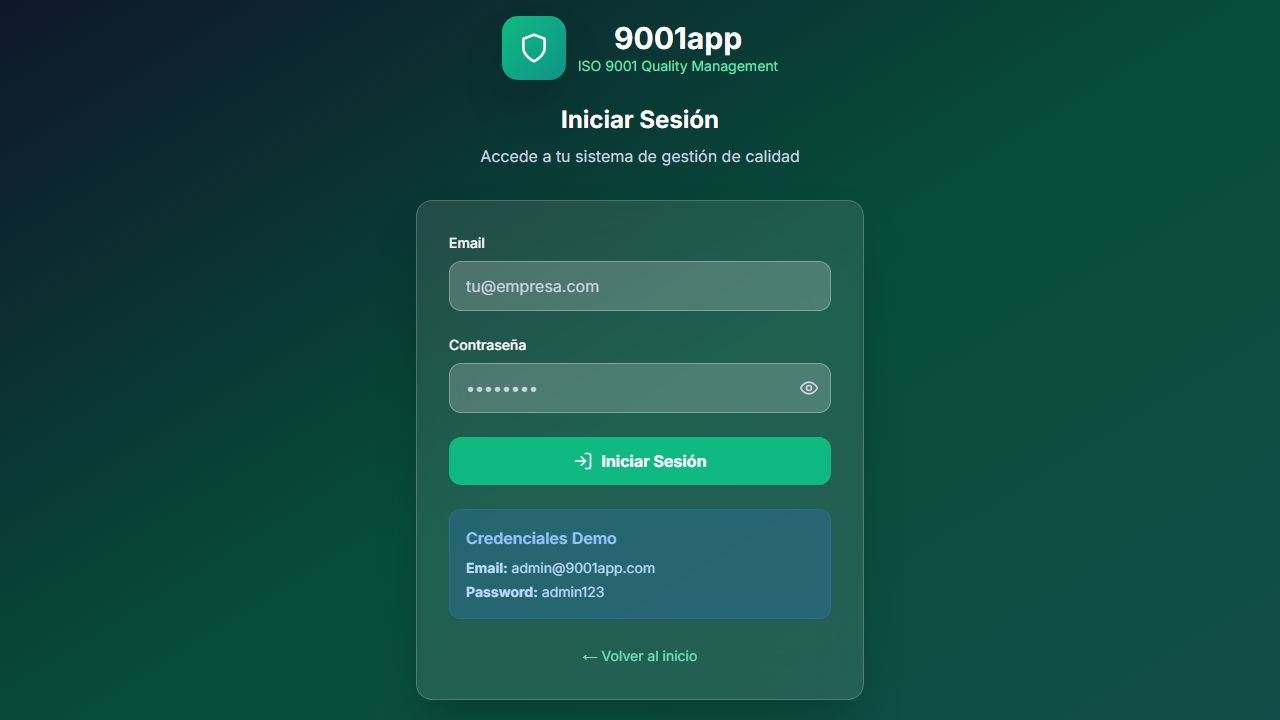 9001app
ISO 9001 Quality Management
Iniciar Sesión
Accede a tu sistema de gestión de calidad
Email
tu@empresa.com
Contraseña
••••••••
Iniciar Sesión
Credenciales Demo
Email: admin@9001app.com
Password: admin123
← Volver al inicio